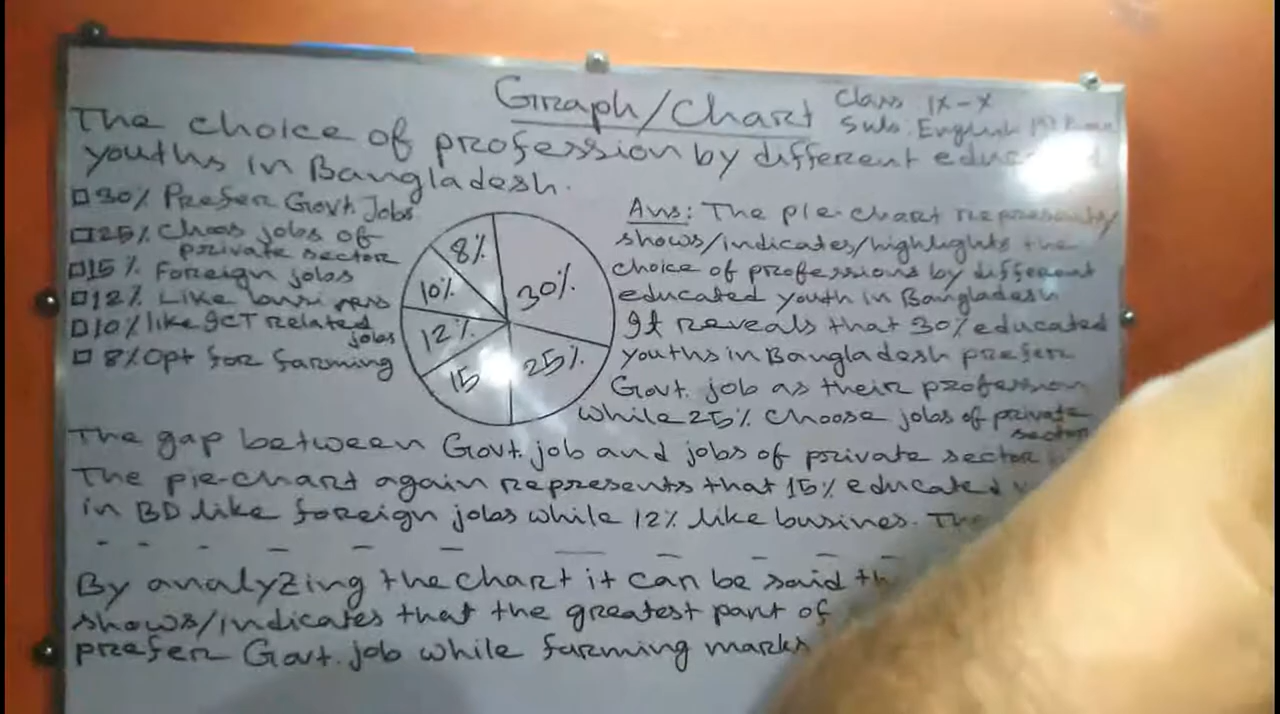 Graph/Chart
Class IX-X
Sub: English 1st
The choice of profession by different
youths in Bangladesh.
30% Prefer Govt. Jobs
25% Choos jobs of
private sector
15% Foreign jobs
12% Like business
10% like ICT Related
jobs
8% Opt for farming
8%
30%
10%
12%
15
25%
Ans: The pie-chart represents/
shows/indicates/highlights the
choice of professions by different
educated youth in Bangladesh
It reveals that 30% educated
youths in Bangladesh prefer
Govt. job as their profession
while 25% choose jobs of private
sector
The gap between Govt. job and jobs of private sector
The pie-chart again represents that 15% educated
in BD like foreign jobs while 12% like busines. The
By analyzing the chart it can be said
shows/indicates that the greatest part of
prefer Govt. job while farming marks